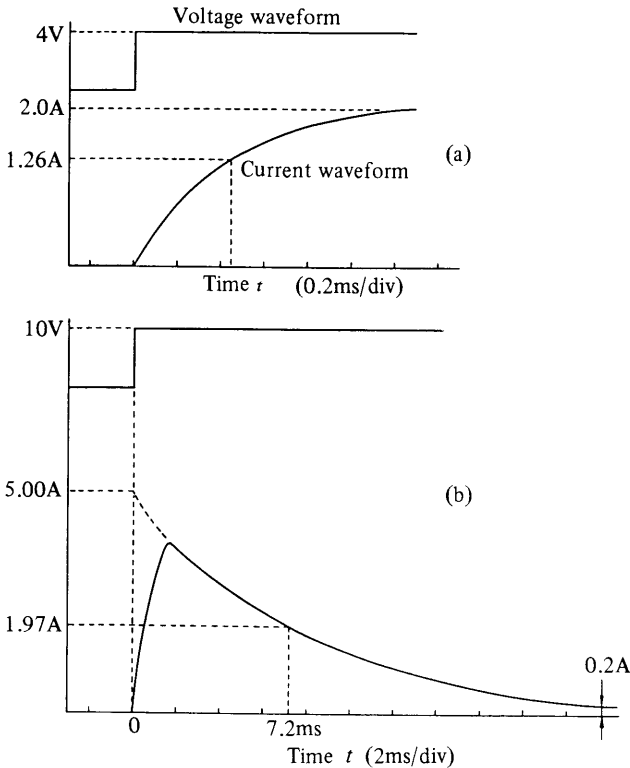 Voltage waveform
4V
2.0A
1.26A
(a)
Current waveform
Time t (0.2ms/div)
10V
5.00A
(b)
1.97A
0.2A
0
7.2ms
Time t (2ms/div)